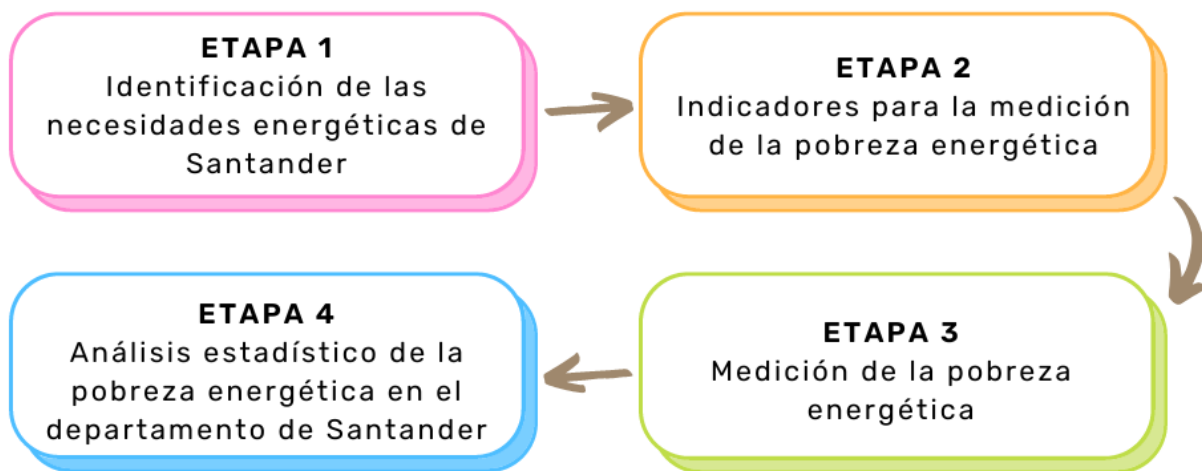 ETAPA 1
Identificación de las
necesidades energéticas de
Santander
ETAPA 2
Indicadores para la medición
de la pobreza energética
ETAPA 3
Medición de la pobreza
energética
ETAPA 4
Análisis estadístico de la
pobreza energética en el
departamento de Santander